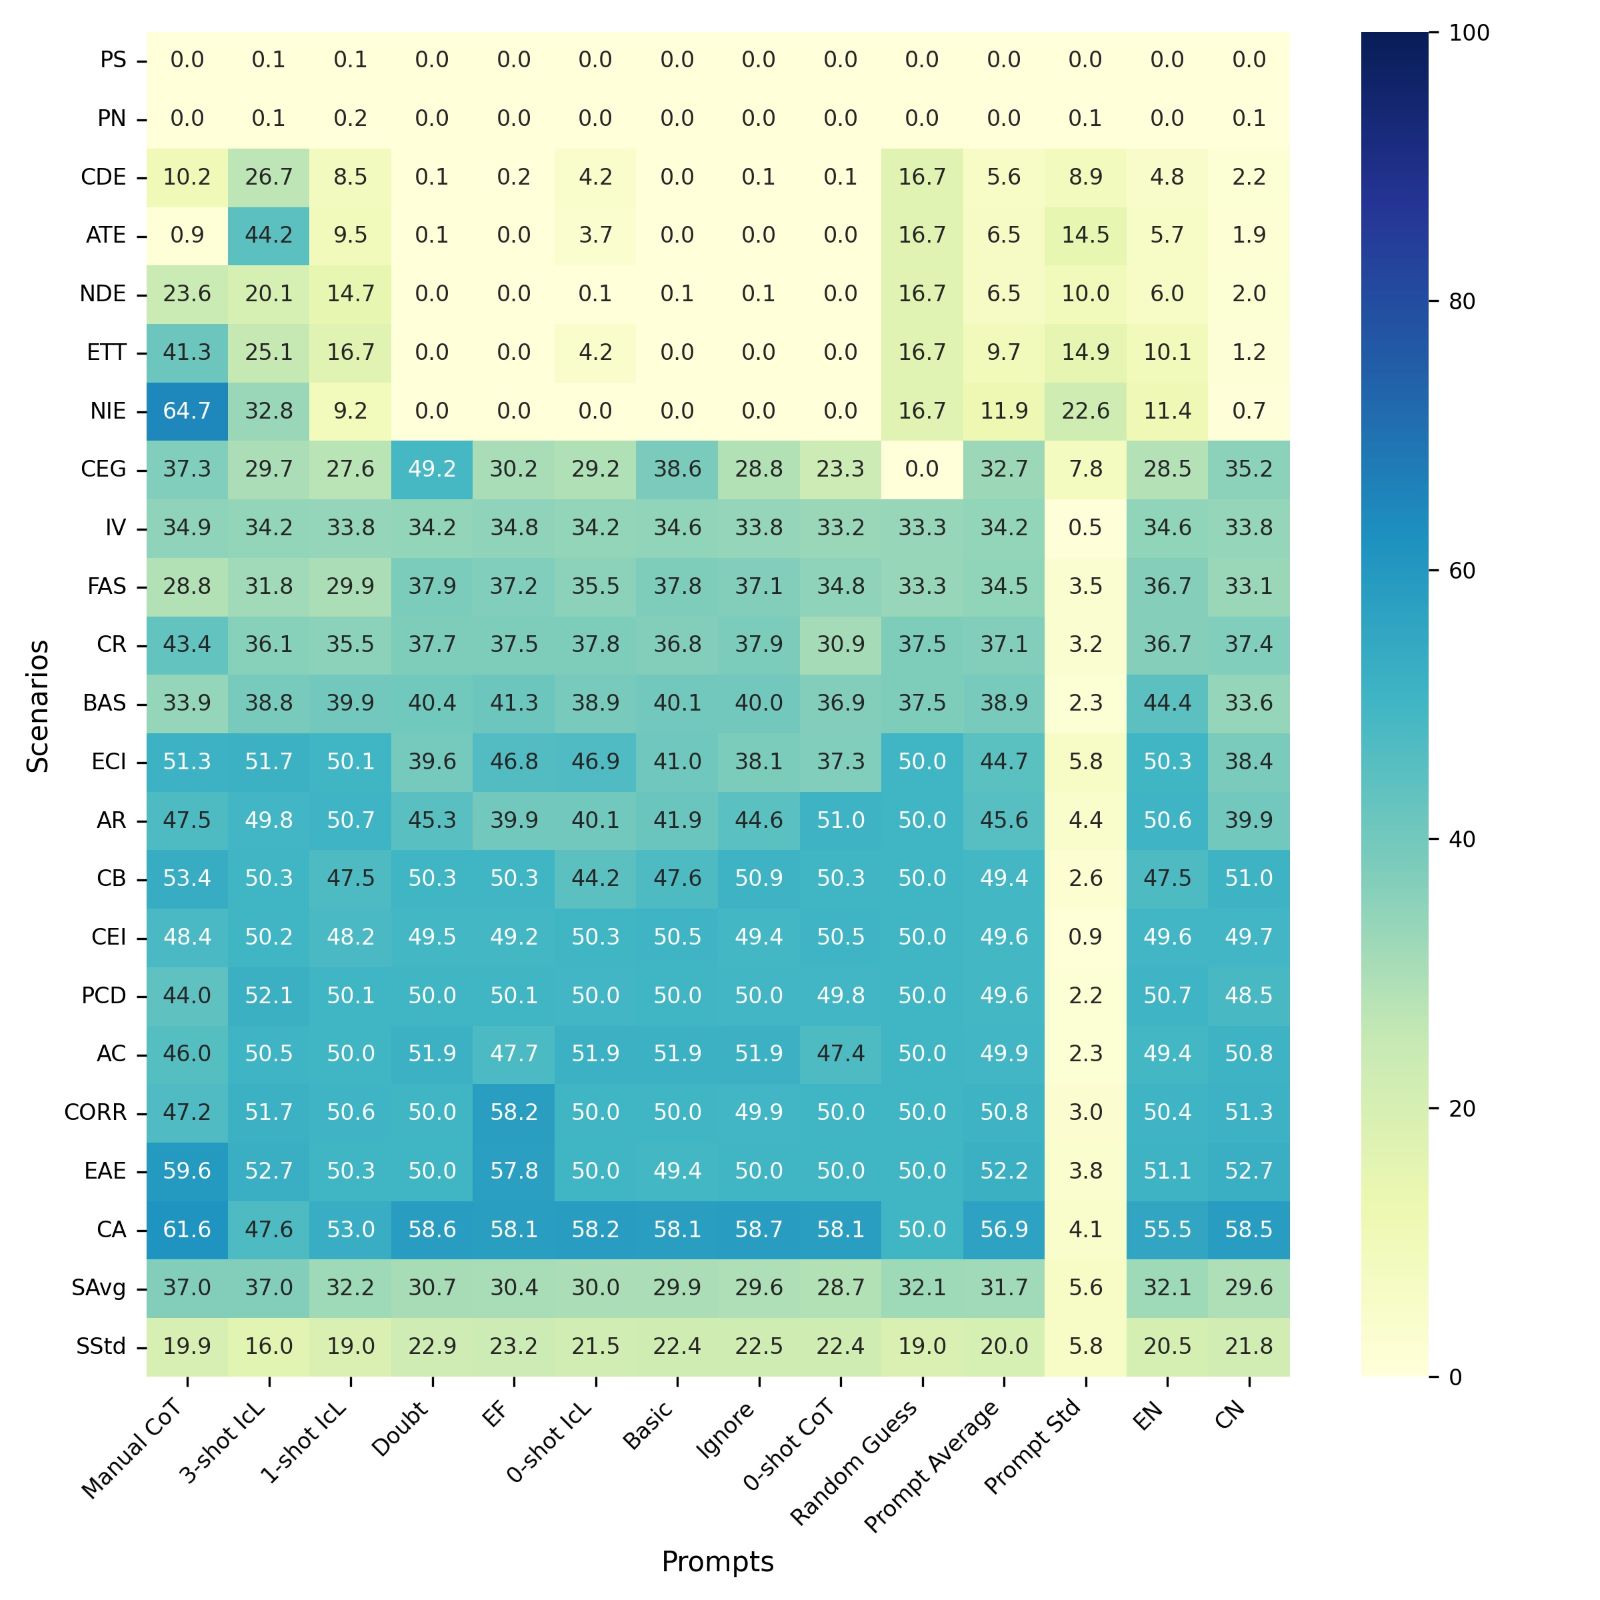 PS 0.0 0.1 0.1 0.0 0.0 0.0 0.0 0.0 0.0 0.0 0.0 0.0 0.0 0.0
PN 0.0 0.1 0.2 0.0 0.0 0.0 0.0 0.0 0.0 0.0 0.0 0.1 0.0 0.1
CDE 10.2 26.7 8.5 0.1 0.2 4.2 0.0 0.1 0.1 16.7 5.6 8.9 4.8 2.2
ATE 0.9 44.2 9.5 0.1 0.0 3.7 0.0 0.0 0.0 16.7 6.5 14.5 5.7 1.9
NDE 23.6 20.1 14.7 0.0 0.0 0.1 0.1 0.1 0.0 16.7 6.5 10.0 6.0 2.0
ETT 41.3 25.1 16.7 0.0 0.0 4.2 0.0 0.0 0.0 16.7 9.7 14.9 10.1 1.2
NIE 64.7 32.8 9.2 0.0 0.0 0.0 0.0 0.0 0.0 16.7 11.9 22.6 11.4 0.7
CEG 37.3 29.7 27.6 49.2 30.2 29.2 38.6 28.8 23.3 0.0 32.7 7.8 28.5 35.2
IV 34.9 34.2 33.8 34.2 34.8 34.2 34.6 33.8 33.2 33.3 34.2 0.5 34.6 33.8
FAS 28.8 31.8 29.9 37.9 37.2 35.5 37.8 37.1 34.8 33.3 34.5 3.5 36.7 33.1
CR 43.4 36.1 35.5 37.7 37.5 37.8 36.8 37.9 30.9 37.5 37.1 3.2 36.7 37.4
BAS 33.9 38.8 39.9 40.4 41.3 38.9 40.1 40.0 36.9 37.5 38.9 2.3 44.4 33.6
ECI 51.3 51.7 50.1 39.6 46.8 46.9 41.0 38.1 37.3 50.0 44.7 5.8 50.3 38.4
AR 47.5 49.8 50.7 45.3 39.9 40.1 41.9 44.6 51.0 50.0 45.6 4.4 50.6 39.9
CB 53.4 50.3 47.5 50.3 50.3 44.2 47.6 50.9 50.3 50.0 49.4 2.6 47.5 51.0
CEI 48.4 50.2 48.2 49.5 49.2 50.3 50.5 49.4 50.5 50.0 49.6 0.9 49.6 49.7
PCD 44.0 52.1 50.1 50.0 50.1 50.0 50.0 50.0 49.8 50.0 49.6 2.2 50.7 48.5
AC 46.0 50.5 50.0 51.9 47.7 51.9 51.9 51.9 47.4 50.0 49.9 2.3 49.4 50.8
CORR 47.2 51.7 50.6 50.0 58.2 50.0 50.0 49.9 50.0 50.0 50.8 3.0 50.4 51.3
EAE 59.6 52.7 50.3 50.0 57.8 50.0 49.4 50.0 50.0 50.0 52.2 3.8 51.1 52.7
CA 61.6 47.6 53.0 58.6 58.1 58.2 58.1 58.7 58.1 50.0 56.9 4.1 55.5 58.5
SAvg 37.0 37.0 32.2 30.7 30.4 30.0 29.9 29.6 28.7 32.1 31.7 5.6 32.1 29.6
SStd 19.9 16.0 19.0 22.9 23.2 21.5 22.4 22.5 22.4 19.0 20.0 5.8 20.5 21.8
Manual CoT
3-shot IcL
1-shot IcL
Doubt
EF
0-shot IcL
Basic
Ignore
0-shot CoT
Random Guess
Prompt Average
Prompt Std
EN
CN
Scenarios
Prompts
100
80
60
40
20
0